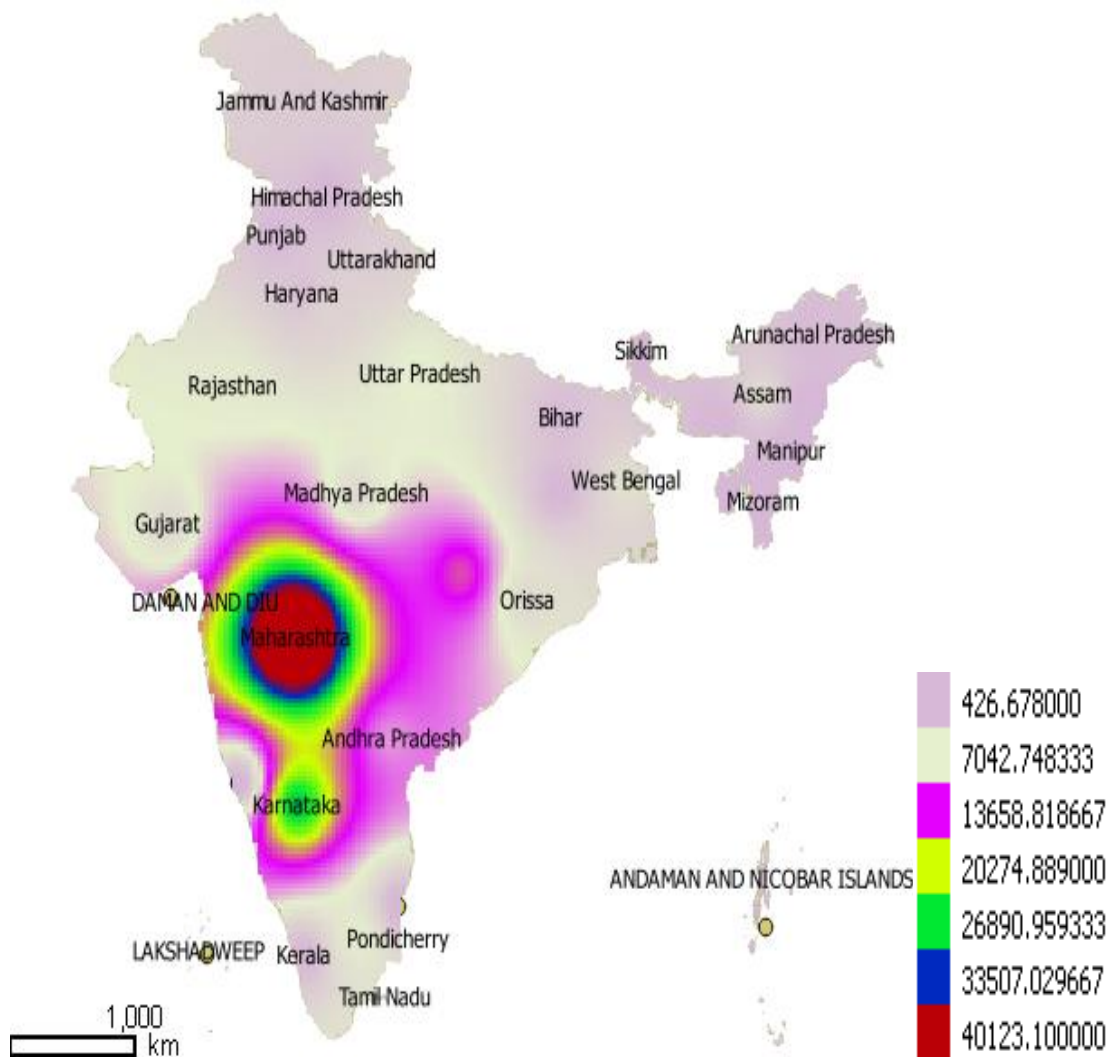 Jammu And Kashmir
Himachal Pradesh
Punjab
Uttarakhand
Haryana
Arunachal Pradesh
Sikkim
Uttar Pradesh
Rajasthan
Assam
Bihar
Manipur
West Bengal
Madhya Pradesh
Mizoram
Gujarat
DAMAN AND DIU
Orissa
Maharashtra
Andhra Pradesh
Karnataka
ANDAMAN AND NICOBAR ISLANDS
Pondicherry
LAKSHADWEEP
Kerala
Tamil Nadu
1,000
km
426.678000
7042.748333
13658.818667
20274.889000
26890.959333
33507.029667
40123.100000